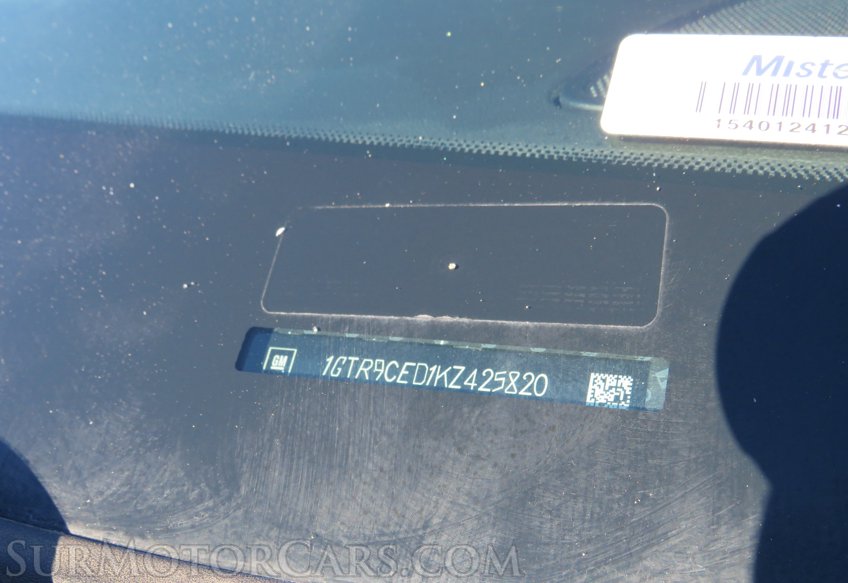 Miste
154012412
GM
1GTR9CED1KZ425820
SurMotorCars.com